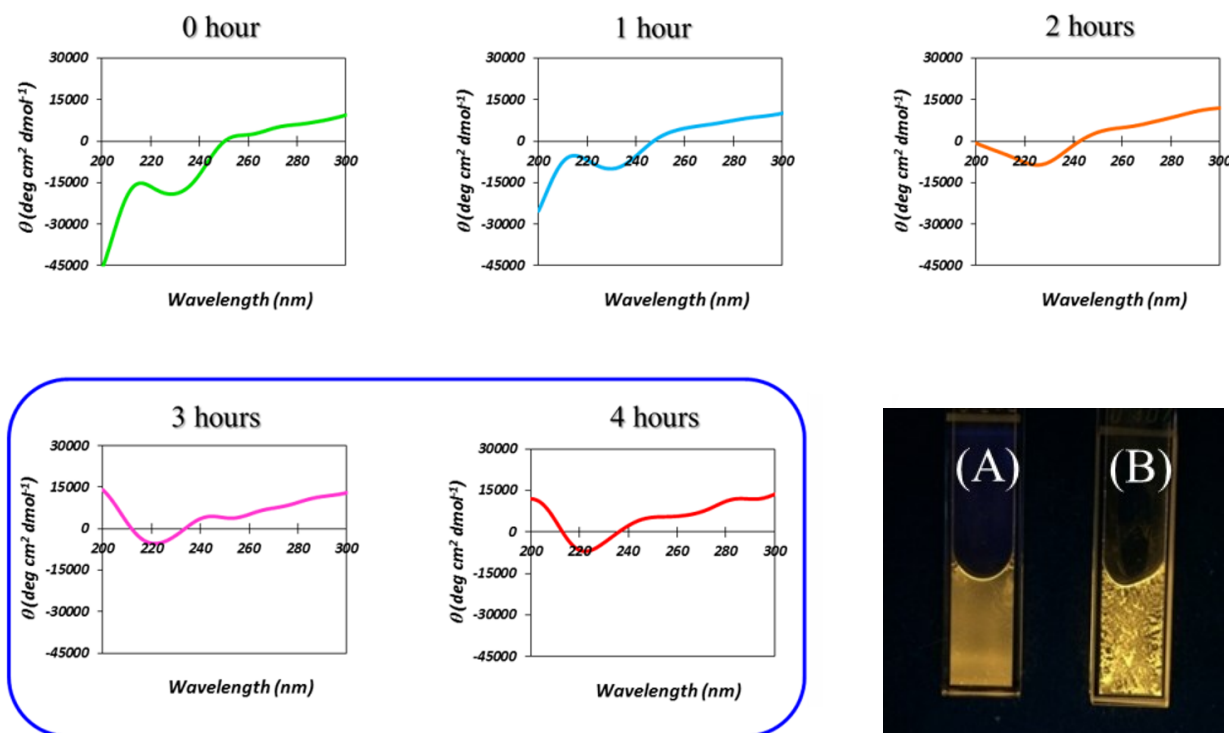 0 hour
1 hour
2 hours
30000
15000
0
-15000
-30000
-45000
200 220 240 260 280 300
θ (deg cm² dmol⁻¹)
Wavelength (nm)
30000
15000
0
-15000
-30000
-45000
200 220 240 260 280 300
θ (deg cm² dmol⁻¹)
Wavelength (nm)
30000
15000
0
-15000
-30000
-45000
200 220 240 260 280 300
θ (deg cm² dmol⁻¹)
Wavelength (nm)
3 hours
4 hours
30000
15000
0
-15000
-30000
-45000
200 220 240 260 280 300
θ (deg cm² dmol⁻¹)
Wavelength (nm)
30000
15000
0
-15000
-30000
-45000
200 220 240 260 280 300
θ (deg cm² dmol⁻¹)
Wavelength (nm)
(A)
(B)